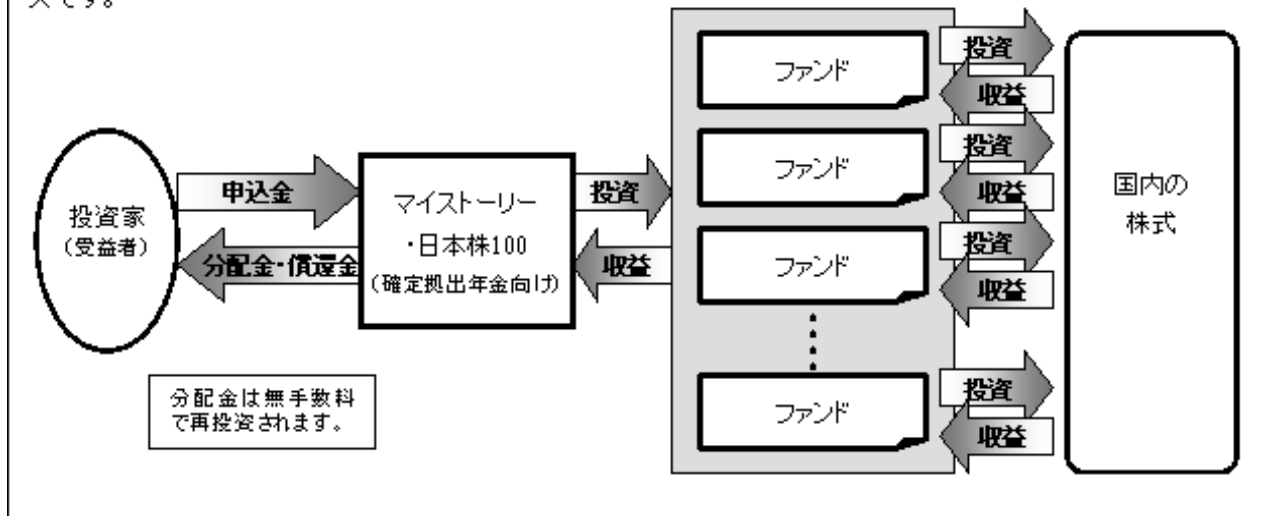 です。
投資家
(受益者)
申込金
分配金・償還金
マイストーリー
・日本株100
(確定拠出年金向け)
投資
収益
ファンド
投資
収益
ファンド
投資
収益
ファンド
投資
収益
ファンド
投資
収益
国内の
株式
分配金は無手数料
で再投資されます。